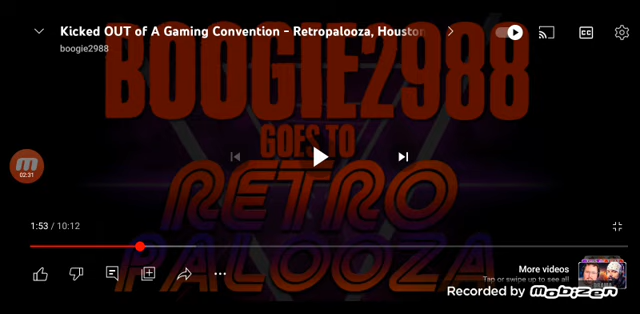 Kicked OUT of A Gaming Convention - Retropalooza, Houston
boogie2988
CC
BOOGIE2988
GOES TO
RETRO
PALOOZA
02:31
1:53 / 10:12
More videos
Tap or swipe up to see all
Recorded by MOBIZEN